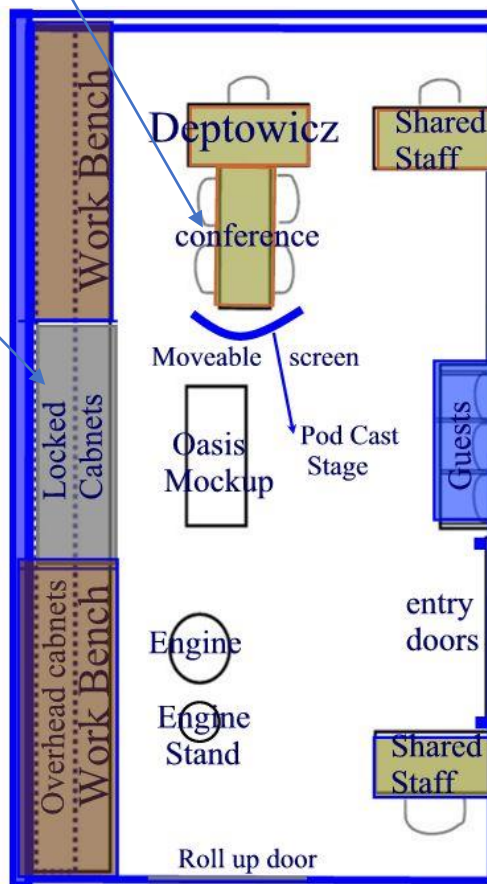 Deptowicz
Shared
Staff
Work Bench
conference
Moveable screen
Locked
Cabnets
Oasis
Mockup
Pod Cast
Stage
Guests
entry
doors
Overhead cabnets
Work Bench
Engine
Engine
Stand
Shared
Staff
Roll up door